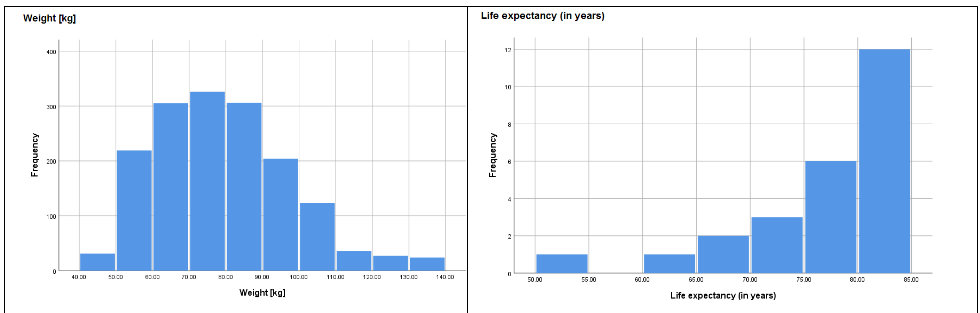 Weight [kg]
400
300
200
100
0
Frequency
40.00 50.00 60.00 70.00 80.00 90.00 100.00 110.00 120.00 130.00 140.00
Weight [kg]
Life expectancy (in years)
12
10
8
6
4
2
0
Frequency
50.00 55.00 60.00 65.00 70.00 75.00 80.00 85.00
Life expectancy (in years)